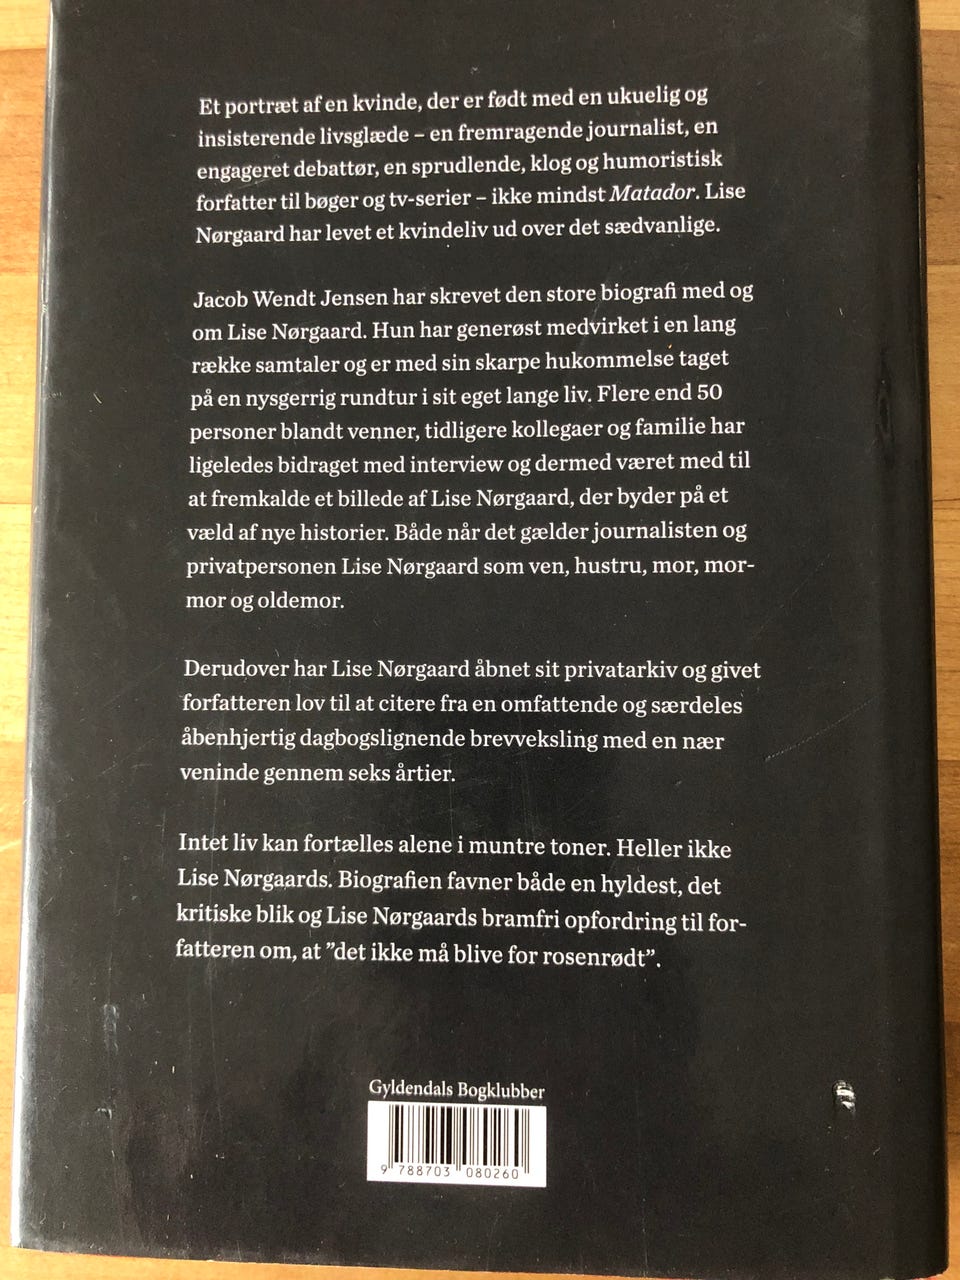 Et portræt af en kvinde, der er født med en ukuelig og
insisterende livsglæde – en fremragende journalist, en
engageret debattør, en sprudlende, klog og humoristisk
forfatter til bøger og tv-serier – ikke mindst Matador. Lise
Nørgaard har levet et kvindeliv ud over det sædvanlige.
Jacob Wendt Jensen har skrevet den store biografi med og
om Lise Nørgaard. Hun har generøst medvirket i en lang
række samtaler og er med sin skarpe hukommelse taget
på en nysgerrig rundtur i sit eget lange liv. Flere end 50
personer blandt venner, tidligere kollegaer og familie har
ligeledes bidraget med interview og dermed været med til
at fremkalde et billede af Lise Nørgaard, der byder på et
væld af nye historier. Både når det gælder journalisten og
privatpersonen Lise Nørgaard som ven, hustru, mor, mor-
mor og oldemor.
Derudover har Lise Nørgaard åbnet sit privatarkiv og givet
forfatteren lov til at citere fra en omfattende og særdeles
åbenhjertig dagbogslignende brevveksling med en nær
veninde gennem seks årtier.
Intet liv kan fortælles alene i muntre toner. Heller ikke
Lise Nørgaards. Biografien favner både en hyldest, det
kritiske blik og Lise Nørgaards bramfri opfordring til for-
fatteren om, at ”det ikke må blive for rosenrødt”.
Gyldendals Bogklubber
9 788703 080260